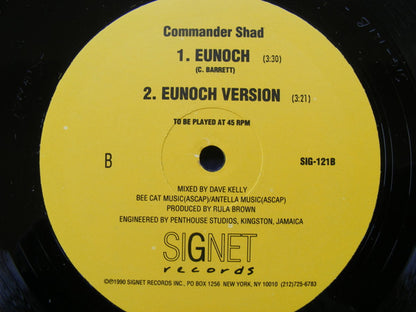 Commander Shad
1. EUNOCH (3:30)
(C. BARRETT)
2. EUNOCH VERSION (3:21)
TO BE PLAYED AT 45 RPM
B SIG-121B
MIXED BY DAVE KELLY
BEE CAT MUSIC(ASCAP)/ANTELLA MUSIC(ASCAP)
PRODUCED BY RULA BROWN
ENGINEERED BY PENTHOUSE STUDIOS, KINGSTON, JAMAICA
SIGNET
records
©℗1990 SIGNET RECORDS INC., PO BOX 1256 NEW YORK, NY 10010 (212)725-6783